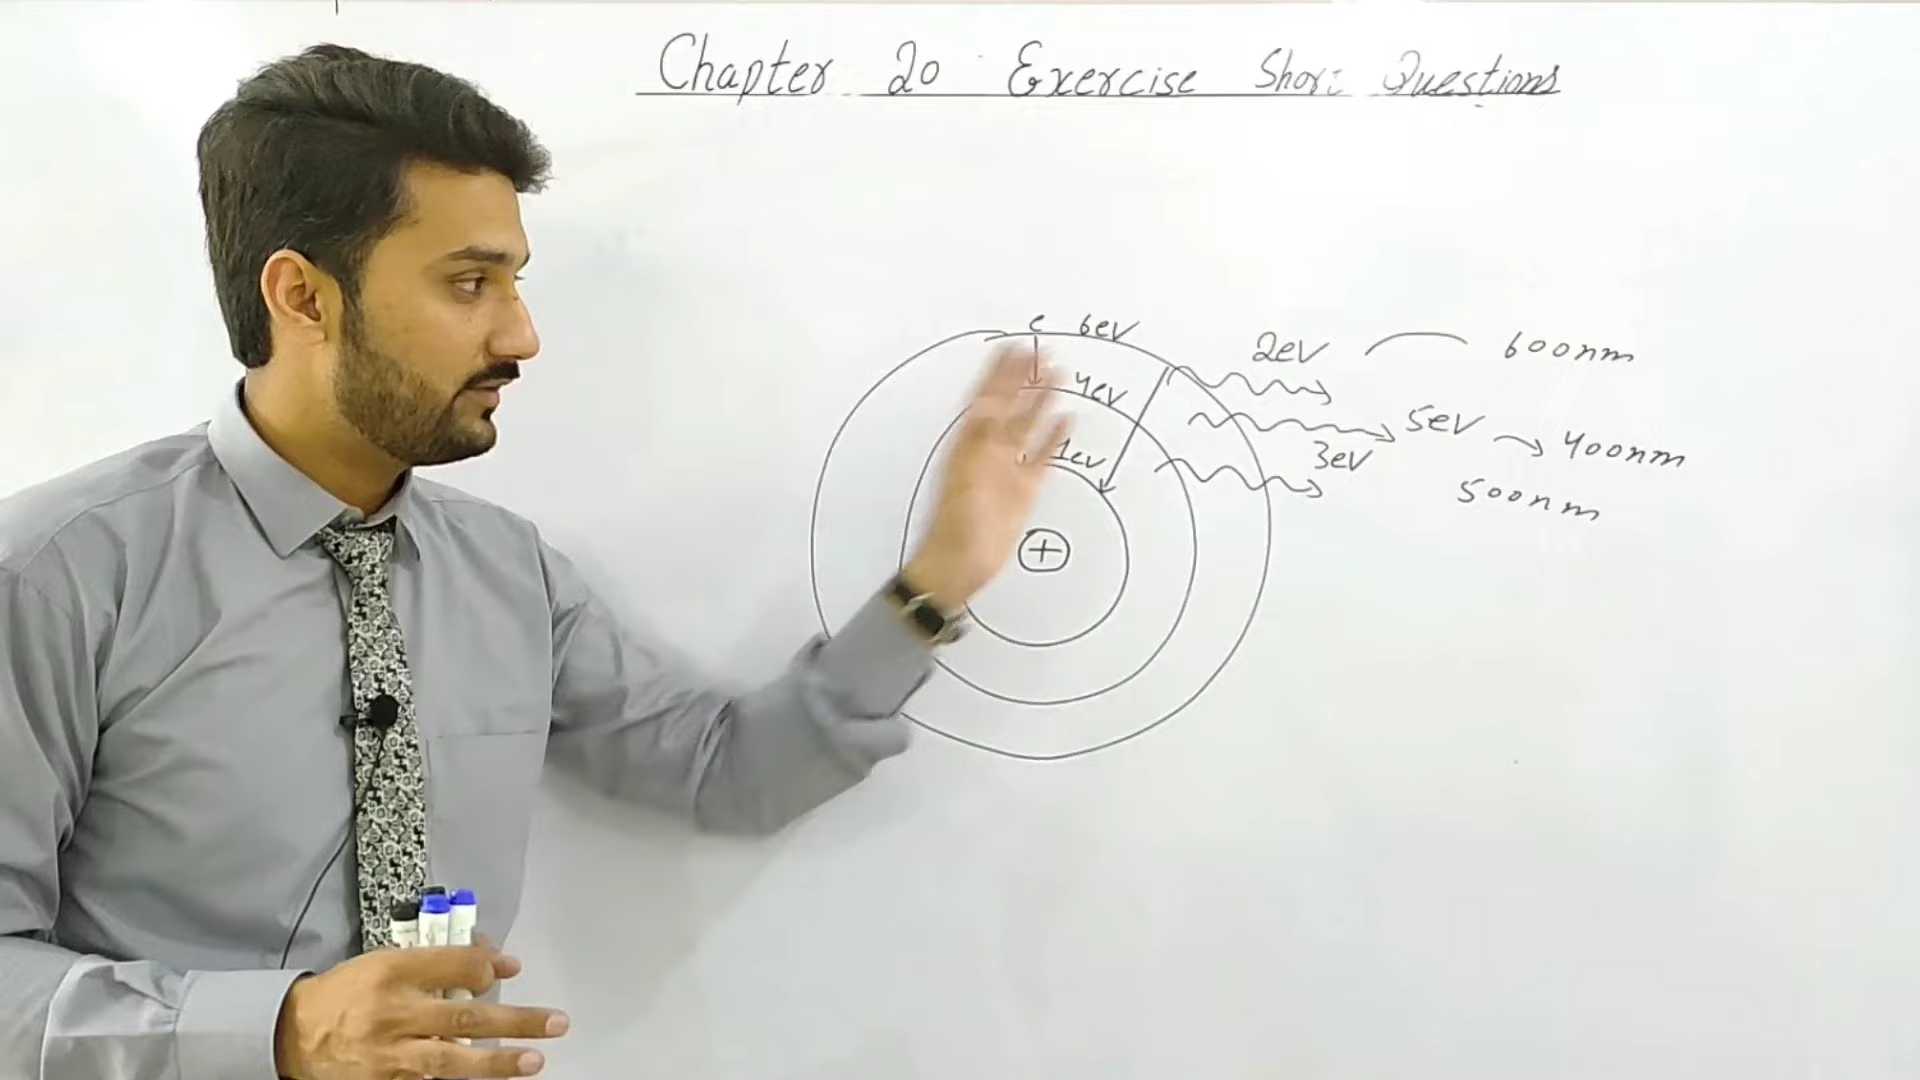 Chapter 20 Exercise Short Questions
e 6eV
2eV
600nm
4eV
5eV
400nm
1eV
3eV
500nm
+